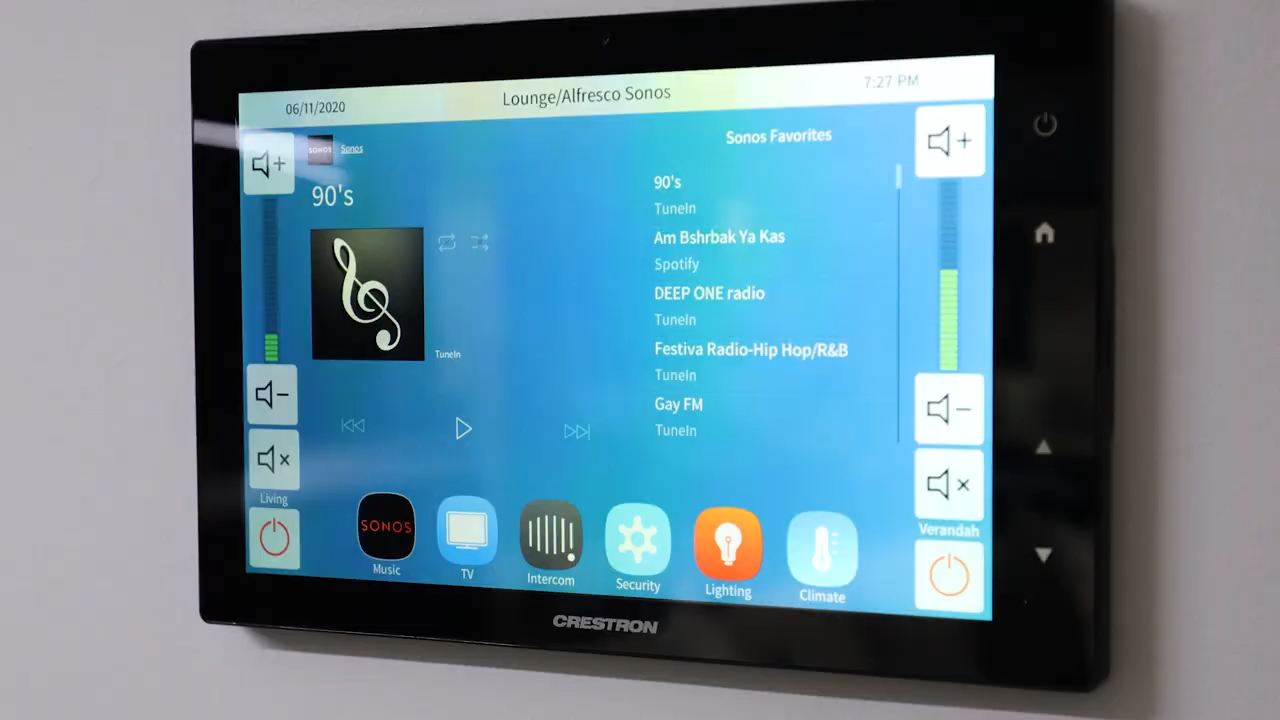 06/11/2020
Lounge/Alfresco Sonos
7:27 PM
SONOS Sonos
90's
TuneIn
Sonos Favorites
90's
TuneIn
Am Bshrbak Ya Kas
Spotify
DEEP ONE radio
TuneIn
Festiva Radio-Hip Hop/R&B
TuneIn
Gay FM
TuneIn
Living
Verandah
SONOS
Music
TV
Intercom
Security
Lighting
Climate
CRESTRON